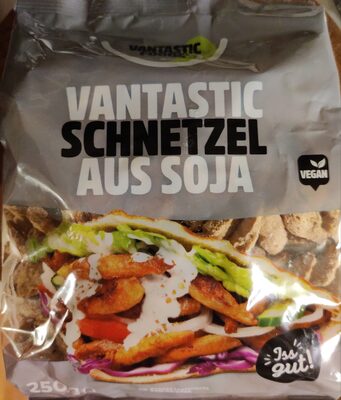 VANTASTIC
VANTASTIC
SCHNETZEL
AUS SOJA
VEGAN
Iss
gut!
250